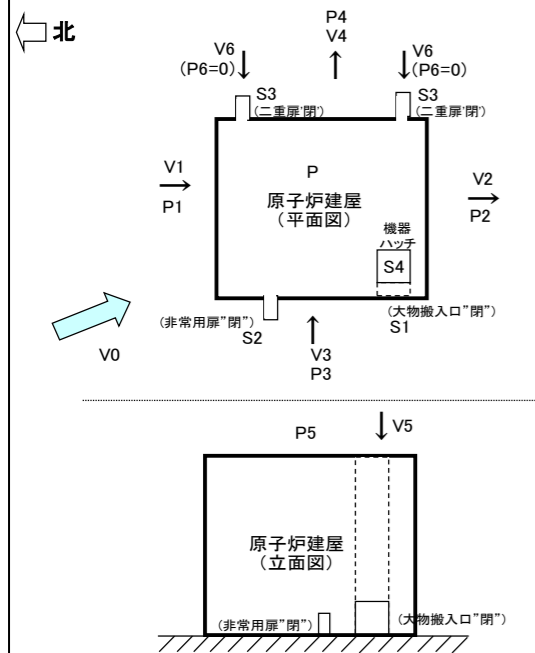 北
P4
V4
V6
(P6=0)
V6
(P6=0)
S3
(二重扉'閉')
S3
(二重扉'閉')
V1
P1
P
原子炉建屋
(平面図)
V2
P2
機器
ハッチ
S4
(非常用扉"閉")
S2
(大物搬入口"閉")
S1
V0
V3
P3
P5
V5
原子炉建屋
(立面図)
(非常用扉"閉")
(大物搬入口"閉")